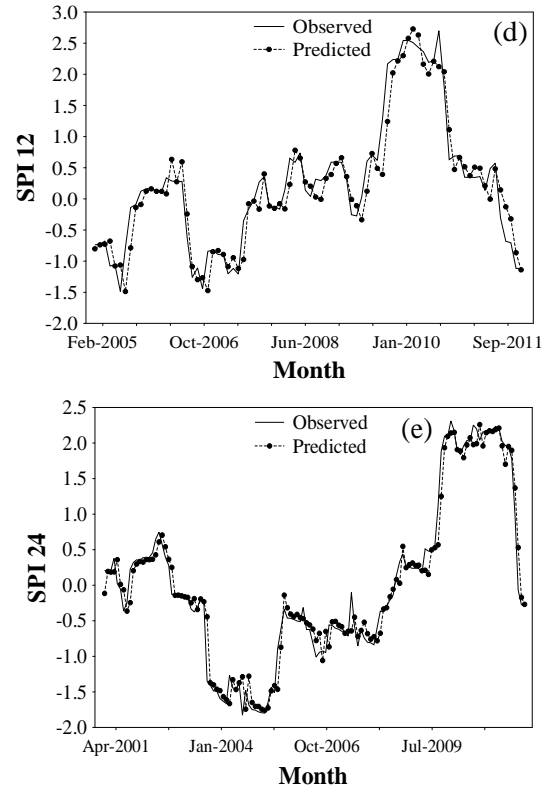 (d)
Observed
Predicted
SPI 12
3.0
2.5
2.0
1.5
1.0
0.5
0.0
-0.5
-1.0
-1.5
-2.0
Feb-2005 Oct-2006 Jun-2008 Jan-2010 Sep-2011
Month
(e)
Observed
Predicted
SPI 24
2.5
2.0
1.5
1.0
0.5
0.0
-0.5
-1.0
-1.5
-2.0
Apr-2001 Jan-2004 Oct-2006 Jul-2009
Month